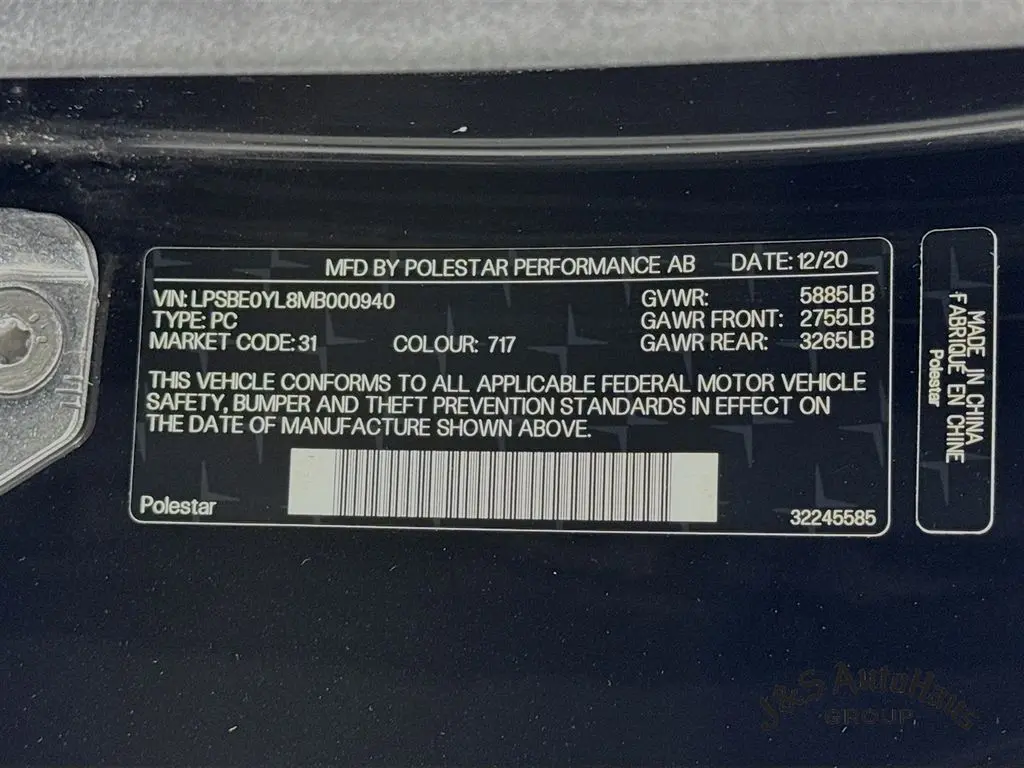 MFD BY POLESTAR PERFORMANCE AB DATE: 12/20
VIN: LPSBE0YL8MB000940 GVWR: 5885LB
TYPE: PC GAWR FRONT: 2755LB
MARKET CODE: 31 COLOUR: 717 GAWR REAR: 3265LB
THIS VEHICLE CONFORMS TO ALL APPLICABLE FEDERAL MOTOR VEHICLE
SAFETY, BUMPER AND THEFT PREVENTION STANDARDS IN EFFECT ON
THE DATE OF MANUFACTURE SHOWN ABOVE.
Polestar 32245585
MADE IN CHINA
FABRIQUÉ EN CHINE
Polestar
J&S AutoHaus
GROUP